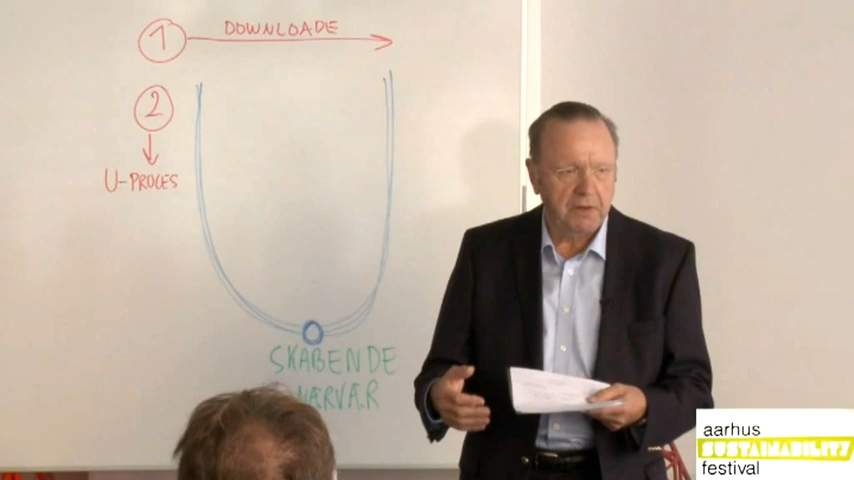 1 DOWNLOADE
2
U-PROCES
SKABENDE
NÆRVÆR
aarhus
SUSTAINABILITY
festival